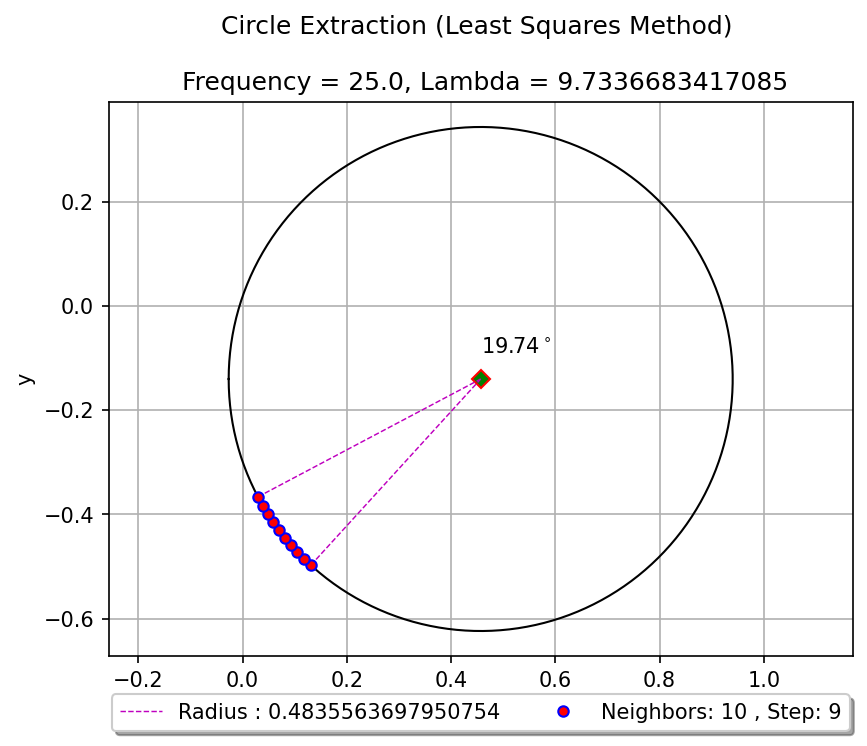 Circle Extraction (Least Squares Method)
Frequency = 25.0, Lambda = 9.7336683417085
0.2
0.0
−0.2
−0.4
−0.6
y
19.74°
−0.2
0.0
0.2
0.4
0.6
0.8
1.0
Radius : 0.4835563697950754
Neighbors: 10 , Step: 9